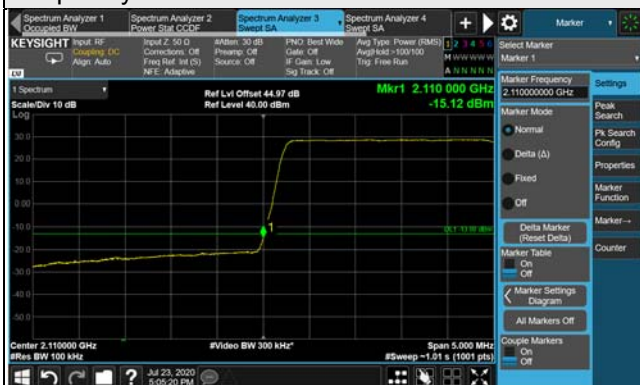 Spectrum Analyzer 1
Occupied BW
Spectrum Analyzer 2
Power Stat CCDF
Spectrum Analyzer 3
Swept SA
Spectrum Analyzer 4
Swept SA
+
Marker
KEYSIGHT
Input: RF
Coupling: DC
Align: Auto
Input Z: 50 Ω
Corrections: Off
Freq Ref: Int (S)
NFE: Adaptive
#Atten: 30 dB
Preamp: Off
Source: Off
PNO: Best Wide
Gate: Off
IF Gain: Low
Sig Track: Off
Avg Type: Power (RMS)
Avg|Hold: >100/100
Trig: Free Run
1 2 3 4 5 6
M W W W W W
A N N N N N
Select Marker
Marker 1
1 Spectrum
Scale/Div 10 dB
Log
Ref Lvl Offset 44.97 dB
Ref Level 40.00 dBm
Mkr1 2.110 000 GHz
-15.12 dBm
30.0
20.0
10.0
0.00
-10.0
-20.0
-30.0
-40.0
-50.0
1
Center 2.110000 GHz
#Res BW 100 kHz
#Video BW 300 kHz*
Span 5.000 MHz
#Sweep ~1.01 s (1001 pts)
Marker Frequency
2.110000000 GHz
Marker Mode
Normal
Delta (Δ)
Fixed
Off
Delta Marker
(Reset Delta)
Marker Table
On
Off
Marker Settings
Diagram
All Markers Off
Couple Markers
On
Off
Settings
Peak
Search
Pk Search
Config
Properties
Marker
Function
Marker→
Counter
Jul 23, 2020
5:05:20 PM